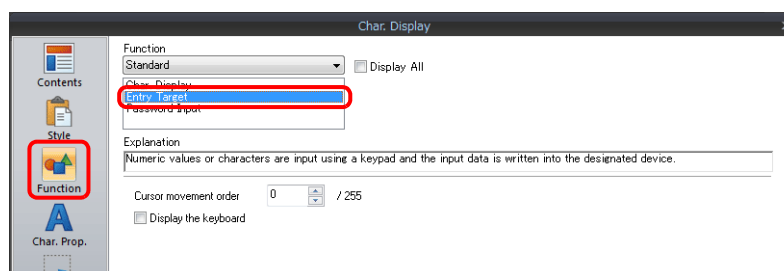 Char. Display
Function
Standard
Display All
Contents
Char. Display
Entry Target
Password Input
Style
Explanation
Numeric values or characters are input using a keypad and the input data is written into the designated device.
Function
Cursor movement order 0 / 255
Display the keyboard
Char. Prop.